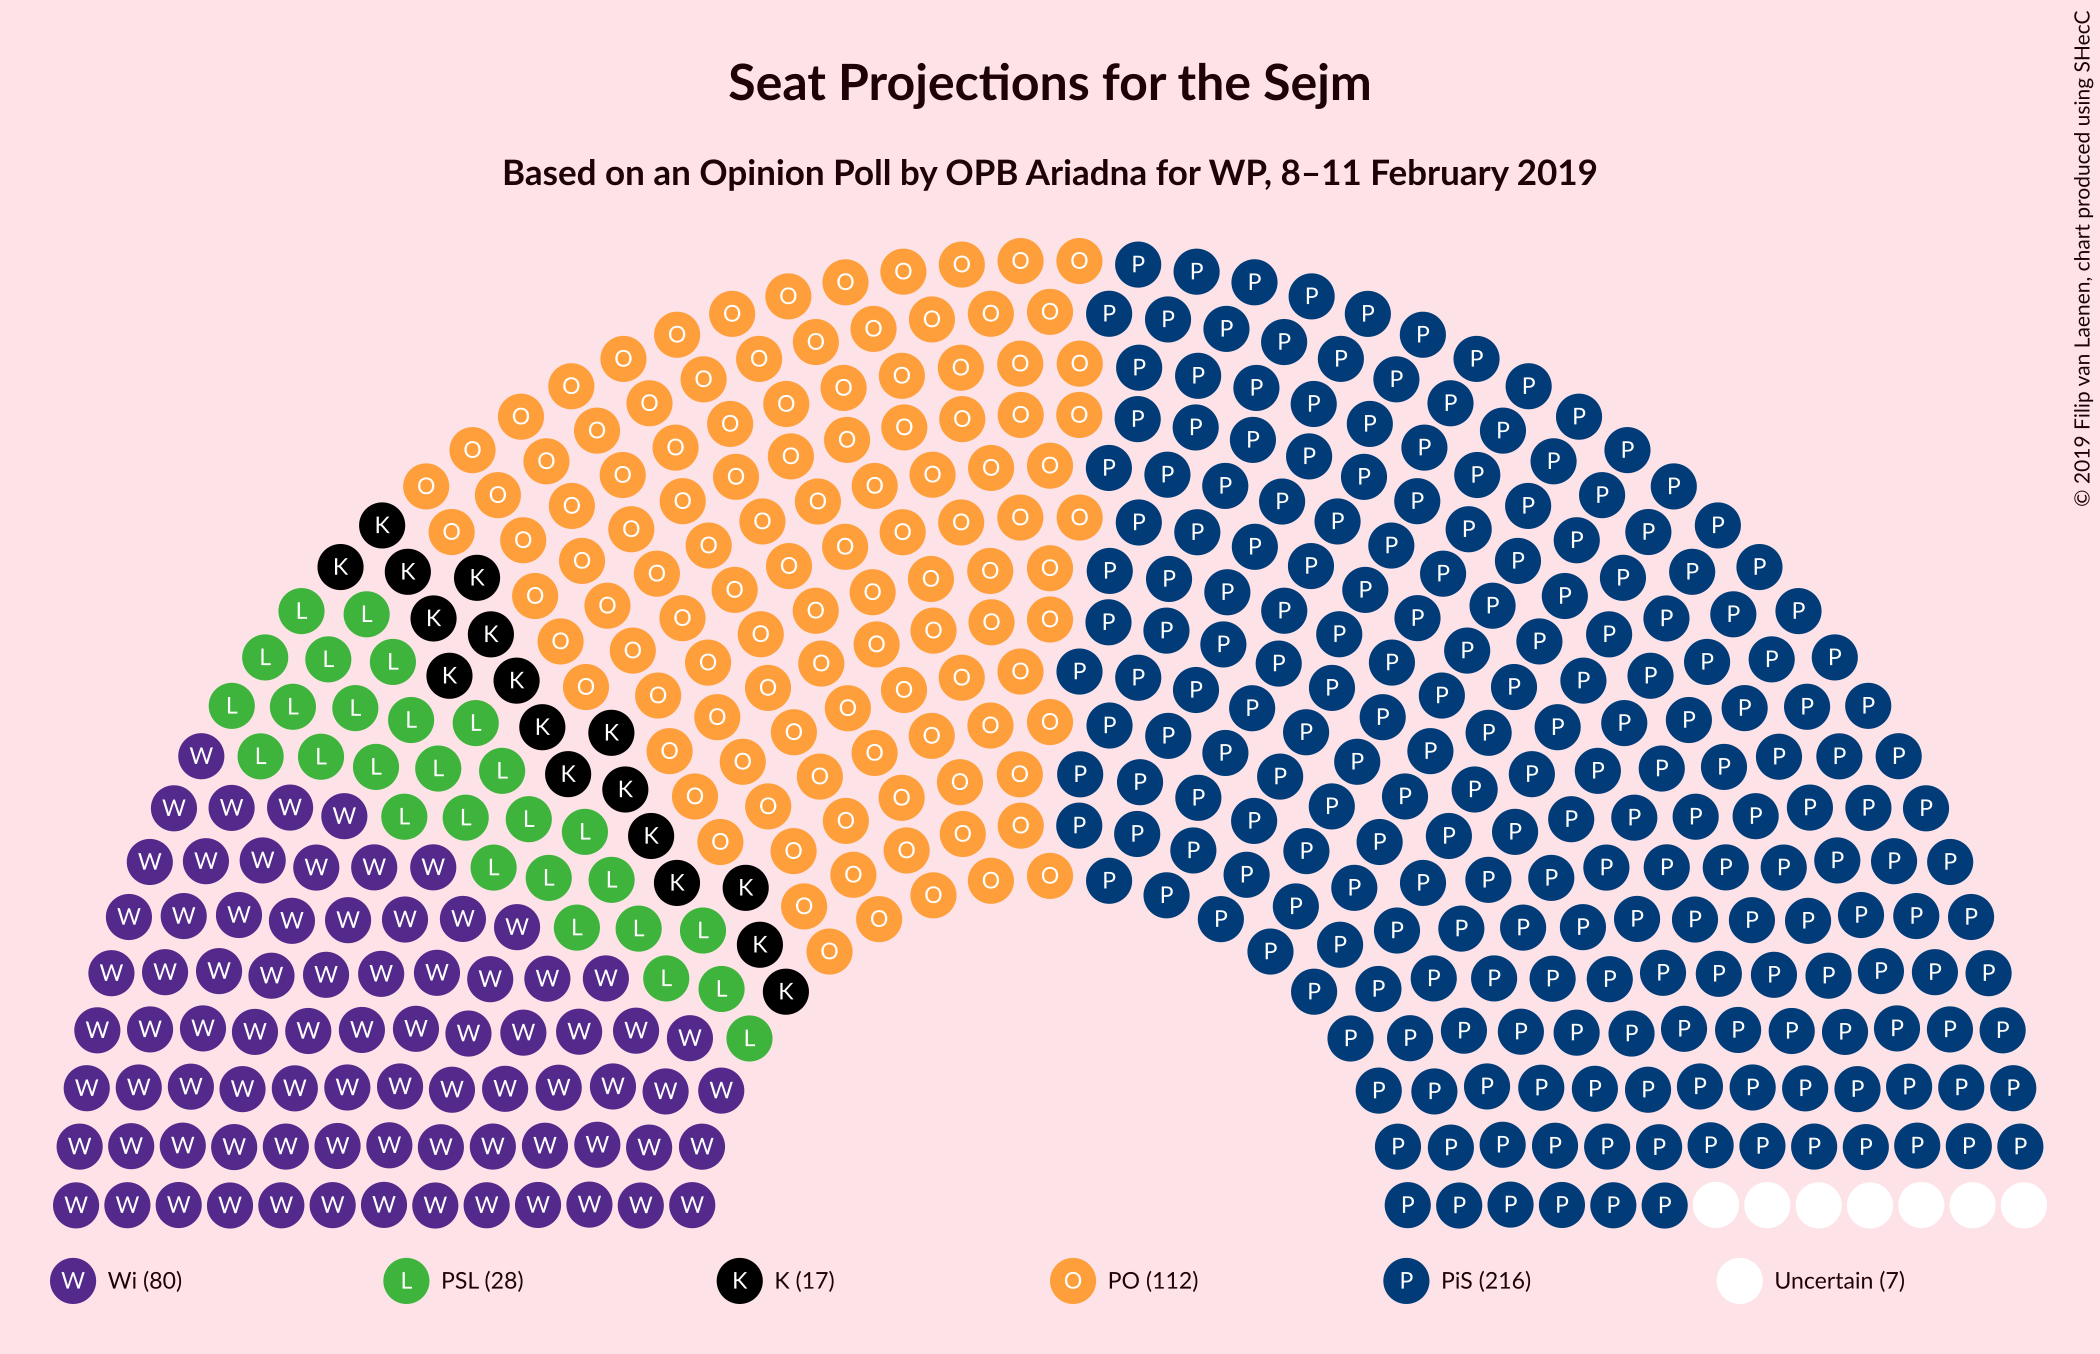 Seat Projections for the Sejm
Based on an Opinion Poll by OPB Ariadna for WP, 8–11 February 2019
© 2019 Filip van Laenen, chart produced using SHecC
W Wi (80) L PSL (28) K K (17) O PO (112) P PiS (216) Uncertain (7)